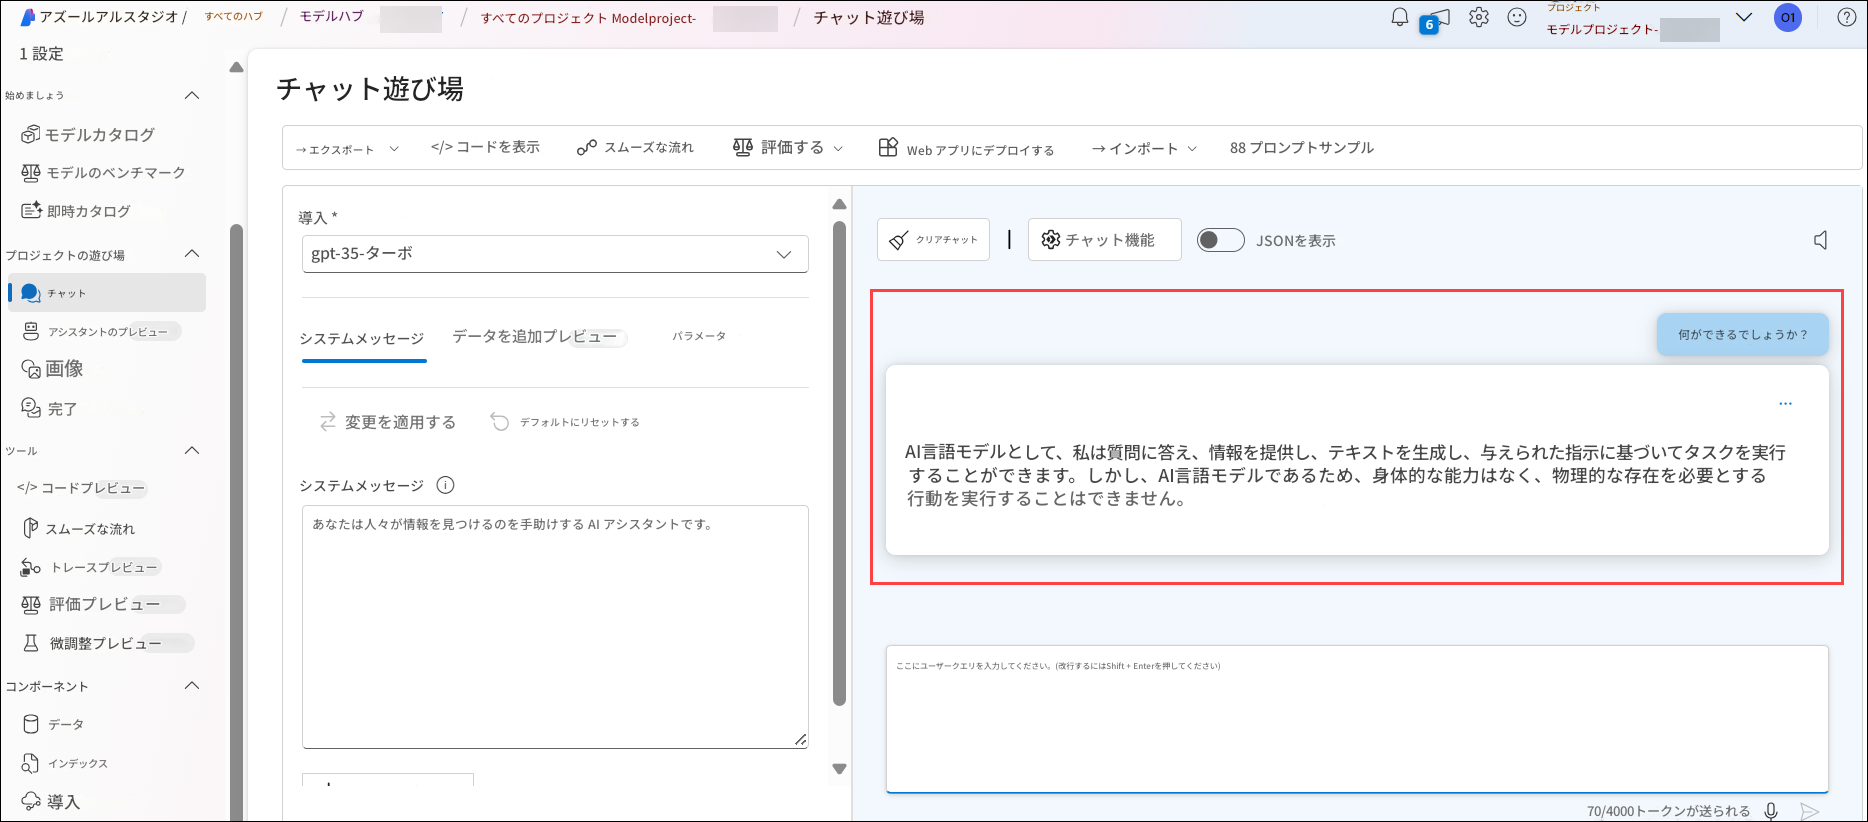 アズールアルスタジオ / すべてのハブ / モデルハブ / すべてのプロジェクト Modelproject- / チャット遊び場
6
プロジェクト
モデルプロジェクト-
O1
1 設定
始めましょう
モデルカタログ
モデルのベンチマーク
即時カタログ
プロジェクトの遊び場
チャット
アシスタントのプレビュー
画像
完了
ツール
</> コードプレビュー
スムーズな流れ
トレースプレビュー
評価プレビュー
微調整プレビュー
コンポーネント
データ
インデックス
導入
チャット遊び場
→エクスポート </> コードを表示 スムーズな流れ 評価する Web アプリにデプロイする →インポート 88 プロンプトサンプル
導入 *
gpt-35-ターボ
システムメッセージ データを追加プレビュー パラメータ
変更を適用する デフォルトにリセットする
システムメッセージ
あなたは人々が情報を見つけるのを手助けする AI アシスタントです。
クリアチャット | チャット機能 JSONを表示
何ができるでしょうか？
...
AI言語モデルとして、私は質問に答え、情報を提供し、テキストを生成し、与えられた指示に基づいてタスクを実行
することができます。しかし、AI言語モデルであるため、身体的な能力はなく、物理的な存在を必要とする
行動を実行することはできません。
ここにユーザークエリを入力してください。(改行するにはShift + Enterを押してください)
70/4000トークンが送られる